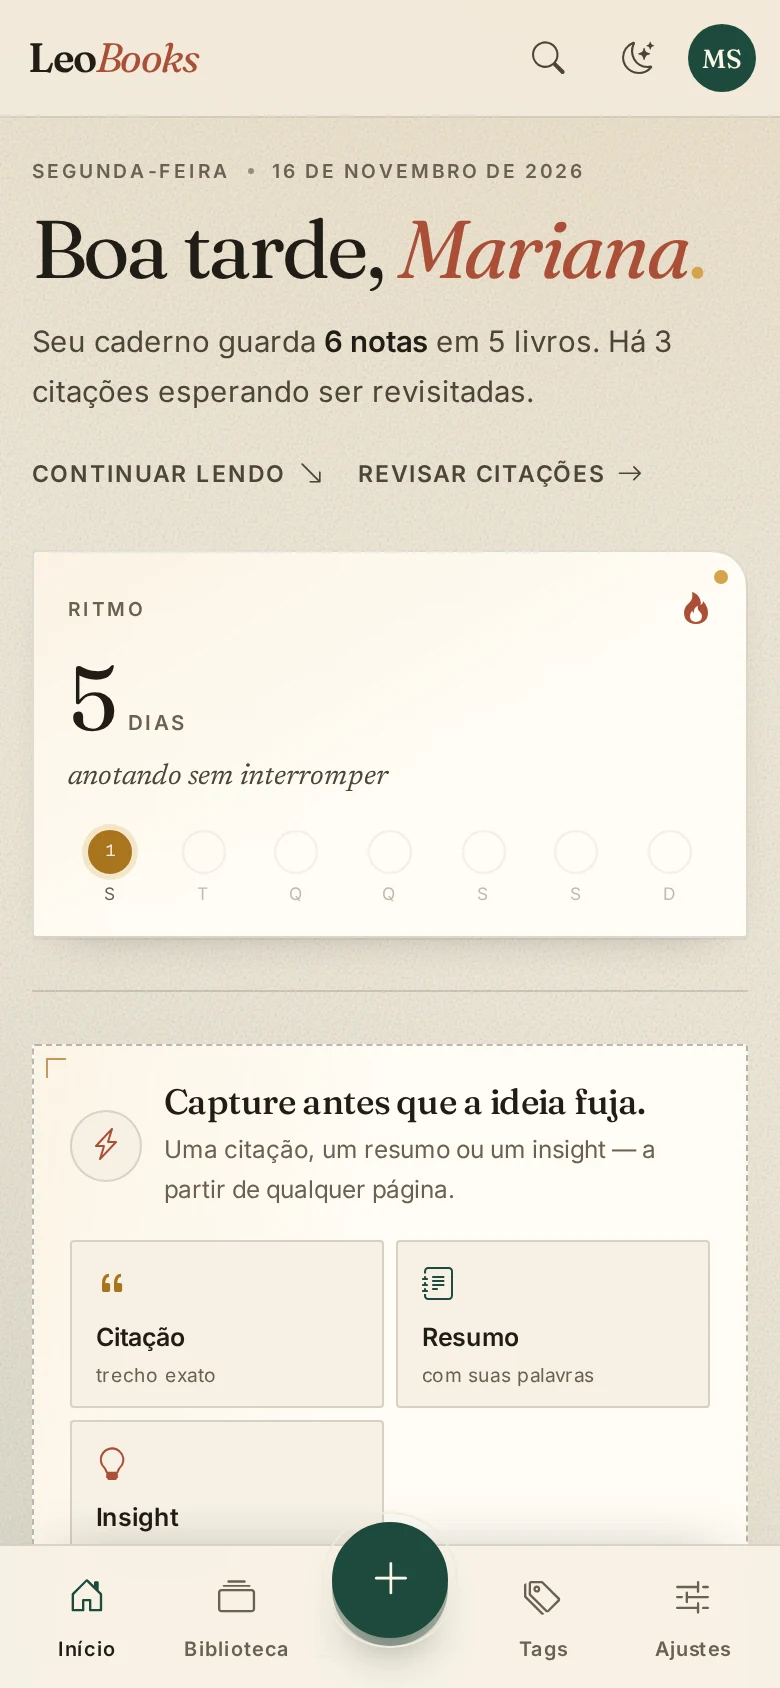 LeoBooks
MS
SEGUNDA-FEIRA • 16 DE NOVEMBRO DE 2026
Boa tarde, Mariana.
Seu caderno guarda 6 notas em 5 livros. Há 3
citações esperando ser revisitadas.
CONTINUAR LENDO ↘ REVISAR CITAÇÕES →
RITMO
5 DIAS
anotando sem interromper
1
S T Q Q S S D
Capture antes que a ideia fuja.
Uma citação, um resumo ou um insight — a
partir de qualquer página.
Citação
trecho exato
Resumo
com suas palavras
Insight
Início Biblioteca Tags Ajustes